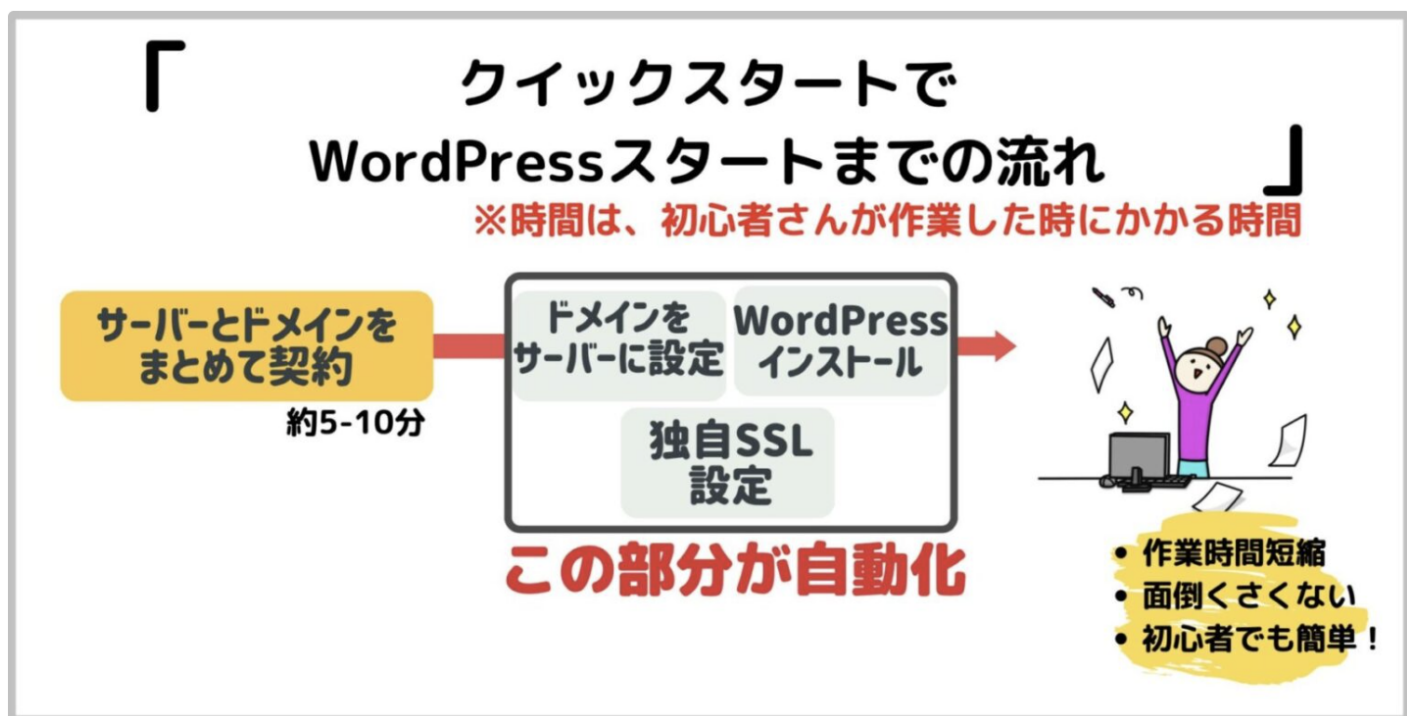 「 クイックスタートで
WordPressスタートまでの流れ 」
※時間は、初心者さんが作業した時にかかる時間
サーバーとドメインを
まとめて契約
約5-10分
ドメインを
サーバーに設定
WordPress
インストール
独自SSL
設定
この部分が自動化
• 作業時間短縮
• 面倒くさくない
• 初心者でも簡単！